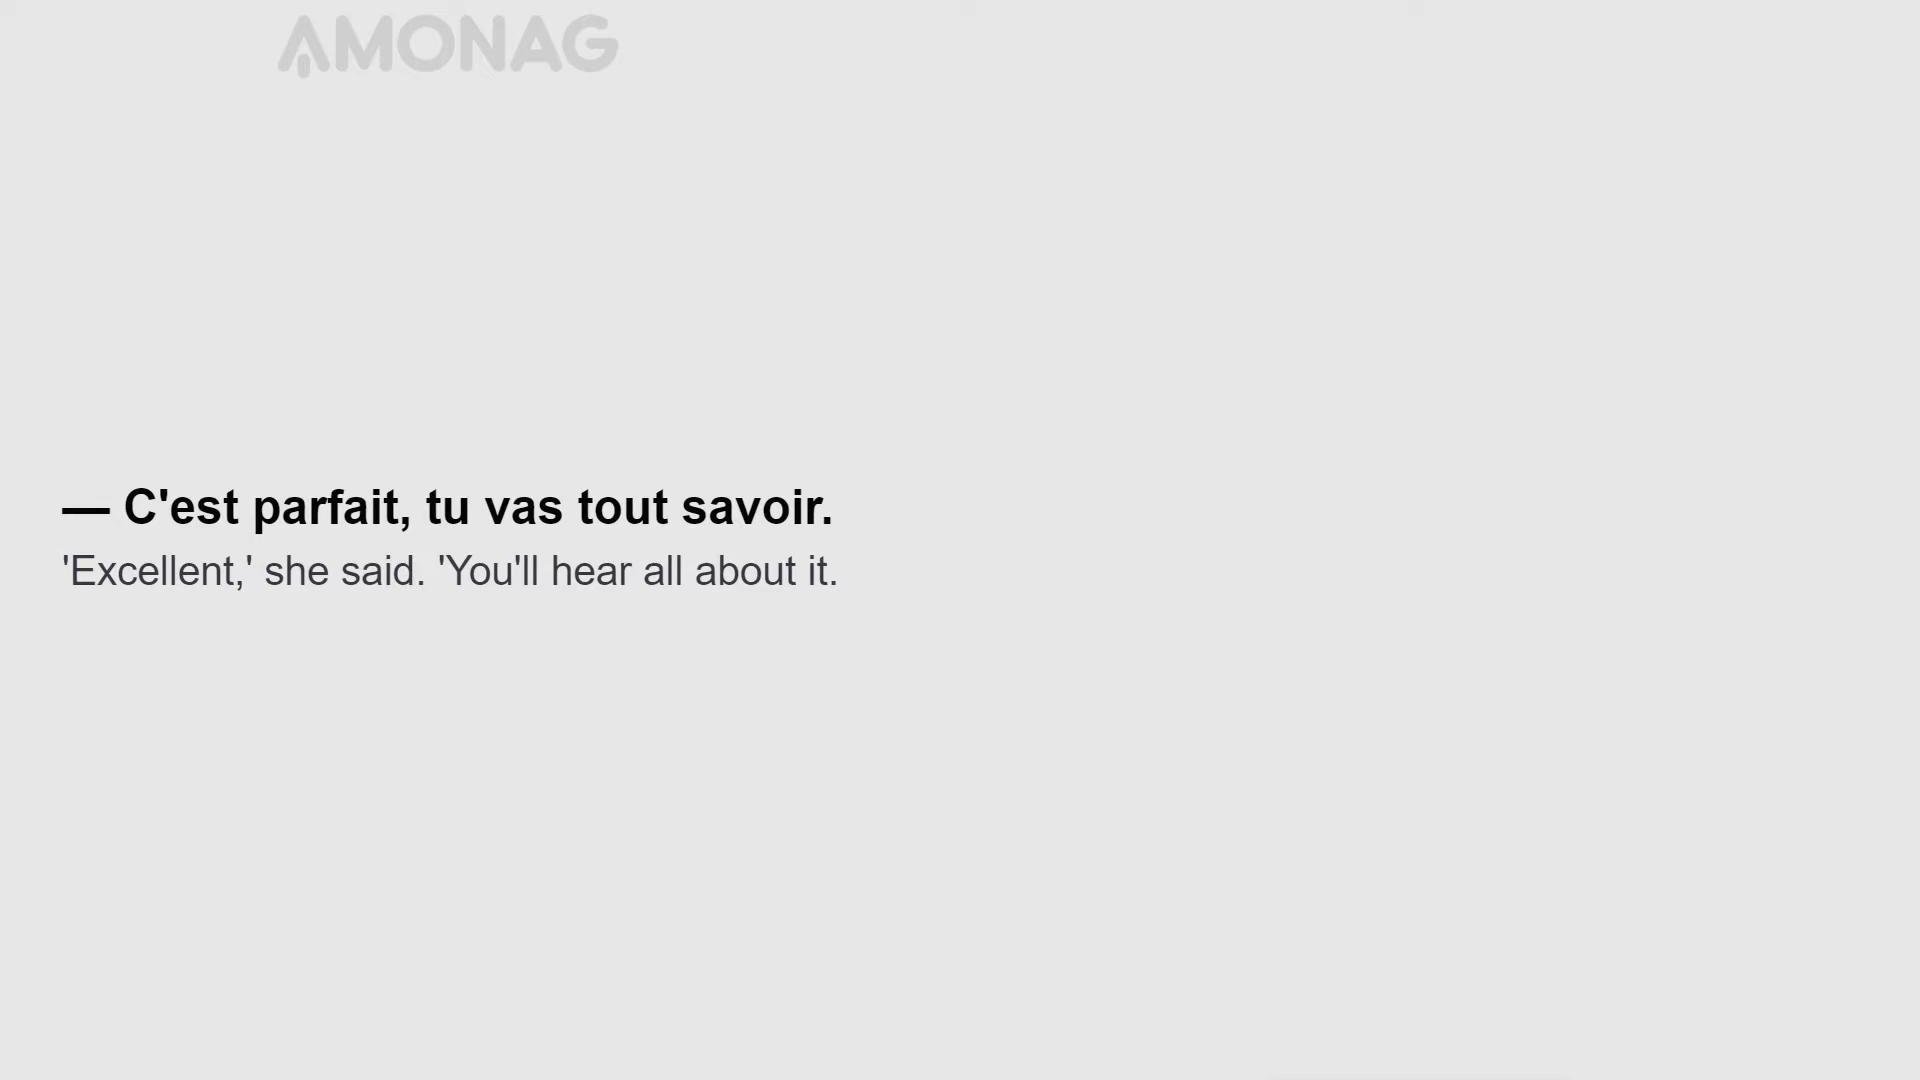 AMONAG
— C'est parfait, tu vas tout savoir.
'Excellent,' she said. 'You'll hear all about it.